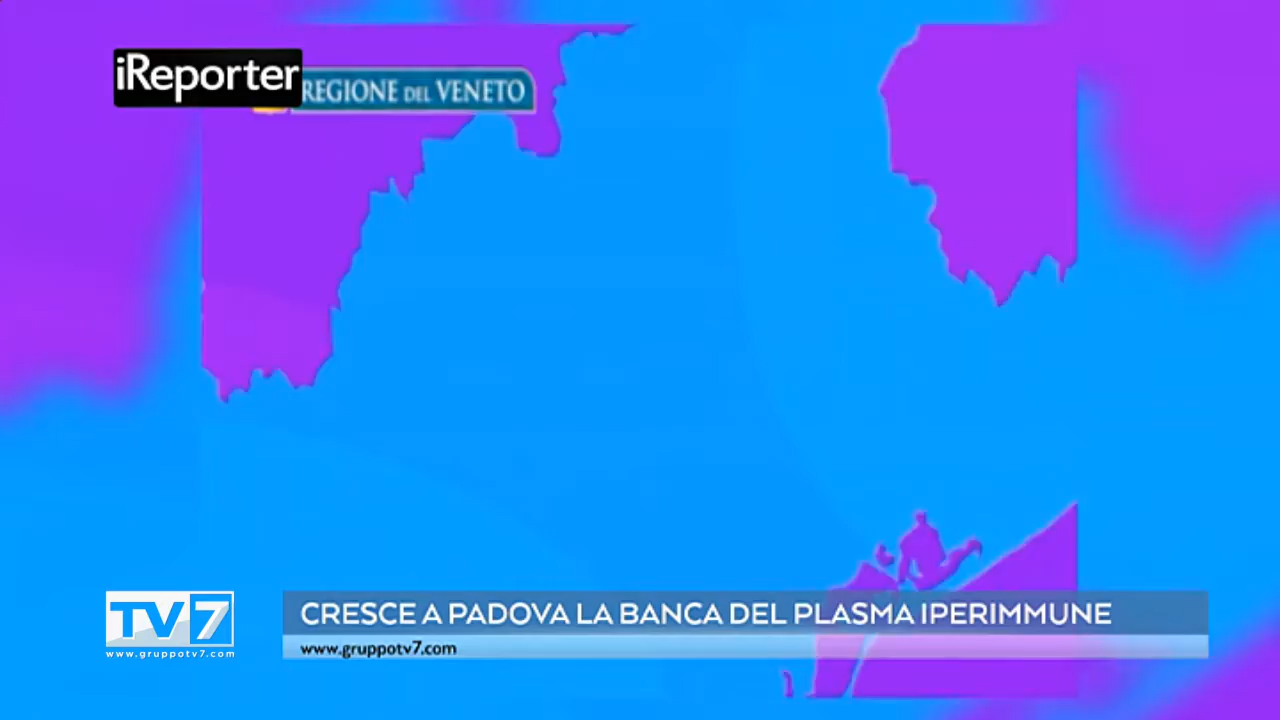 iReporter
REGIONE DEL VENETO
TV7
www.gruppotv7.com
CRESCE A PADOVA LA BANCA DEL PLASMA IPERIMMUNE
www.gruppotv7.com